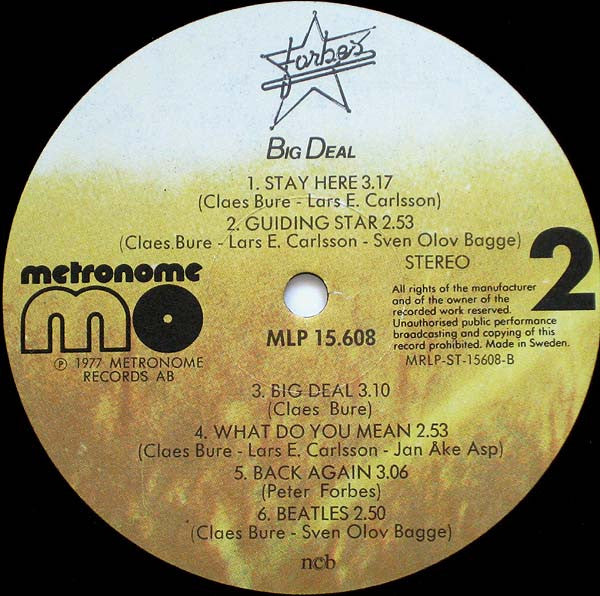 Forbes
BIG DEAL
1. STAY HERE 3.17
(Claes Bure - Lars E. Carlsson)
2. GUIDING STAR 2.53
(Claes Bure - Lars E. Carlsson - Sven Olov Bagge)
STEREO
2
metronome
mo
MLP 15.608
℗ 1977 METRONOME
RECORDS AB
All rights of the manufacturer
and of the owner of the
recorded work reserved.
Unauthorised public performance
broadcasting and copying of this
record prohibited. Made in Sweden.
MRLP-ST-15608-B
3. BIG DEAL 3.10
(Claes Bure)
4. WHAT DO YOU MEAN 2.53
(Claes Bure - Lars E. Carlsson - Jan Åke Asp)
5. BACK AGAIN 3.06
(Peter Forbes)
6. BEATLES 2.50
(Claes Bure - Sven Olov Bagge)
ncb